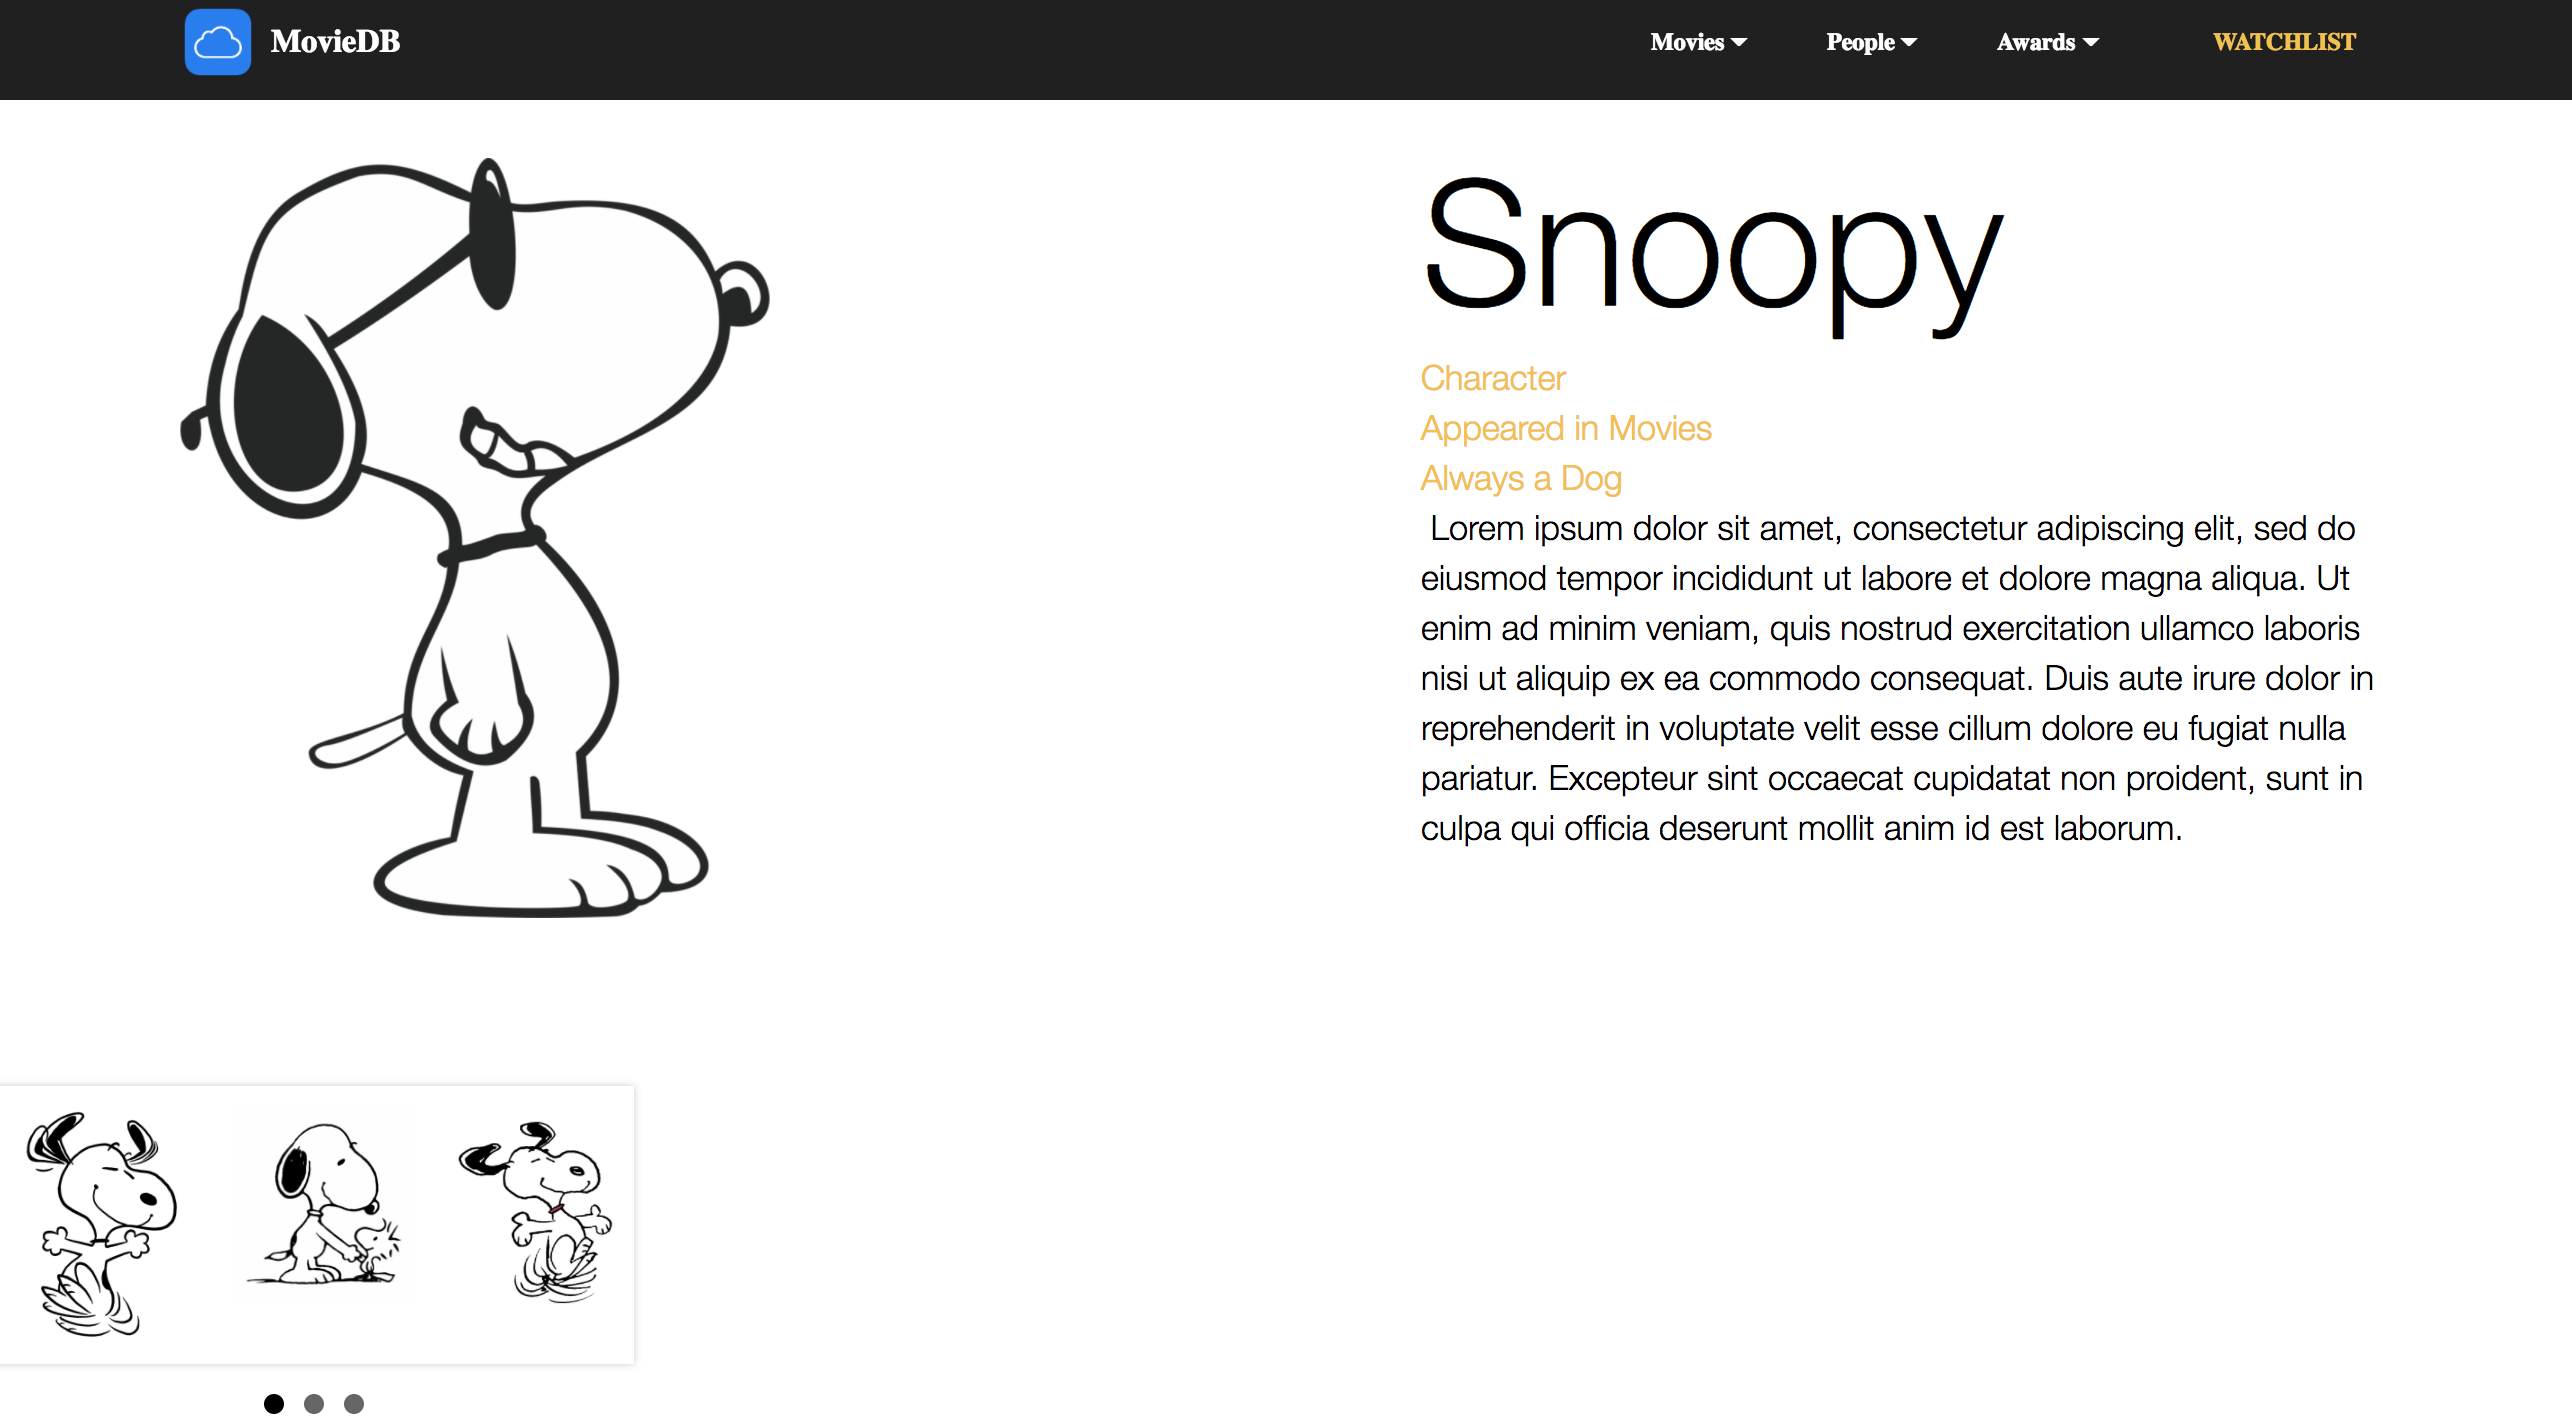 MovieDB
Movies People Awards WATCHLIST
Snoopy
Character
Appeared in Movies
Always a Dog
Lorem ipsum dolor sit amet, consectetur adipiscing elit, sed do
eiusmod tempor incididunt ut labore et dolore magna aliqua. Ut
enim ad minim veniam, quis nostrud exercitation ullamco laboris
nisi ut aliquip ex ea commodo consequat. Duis aute irure dolor in
reprehenderit in voluptate velit esse cillum dolore eu fugiat nulla
pariatur. Excepteur sint occaecat cupidatat non proident, sunt in
culpa qui officia deserunt mollit anim id est laborum.